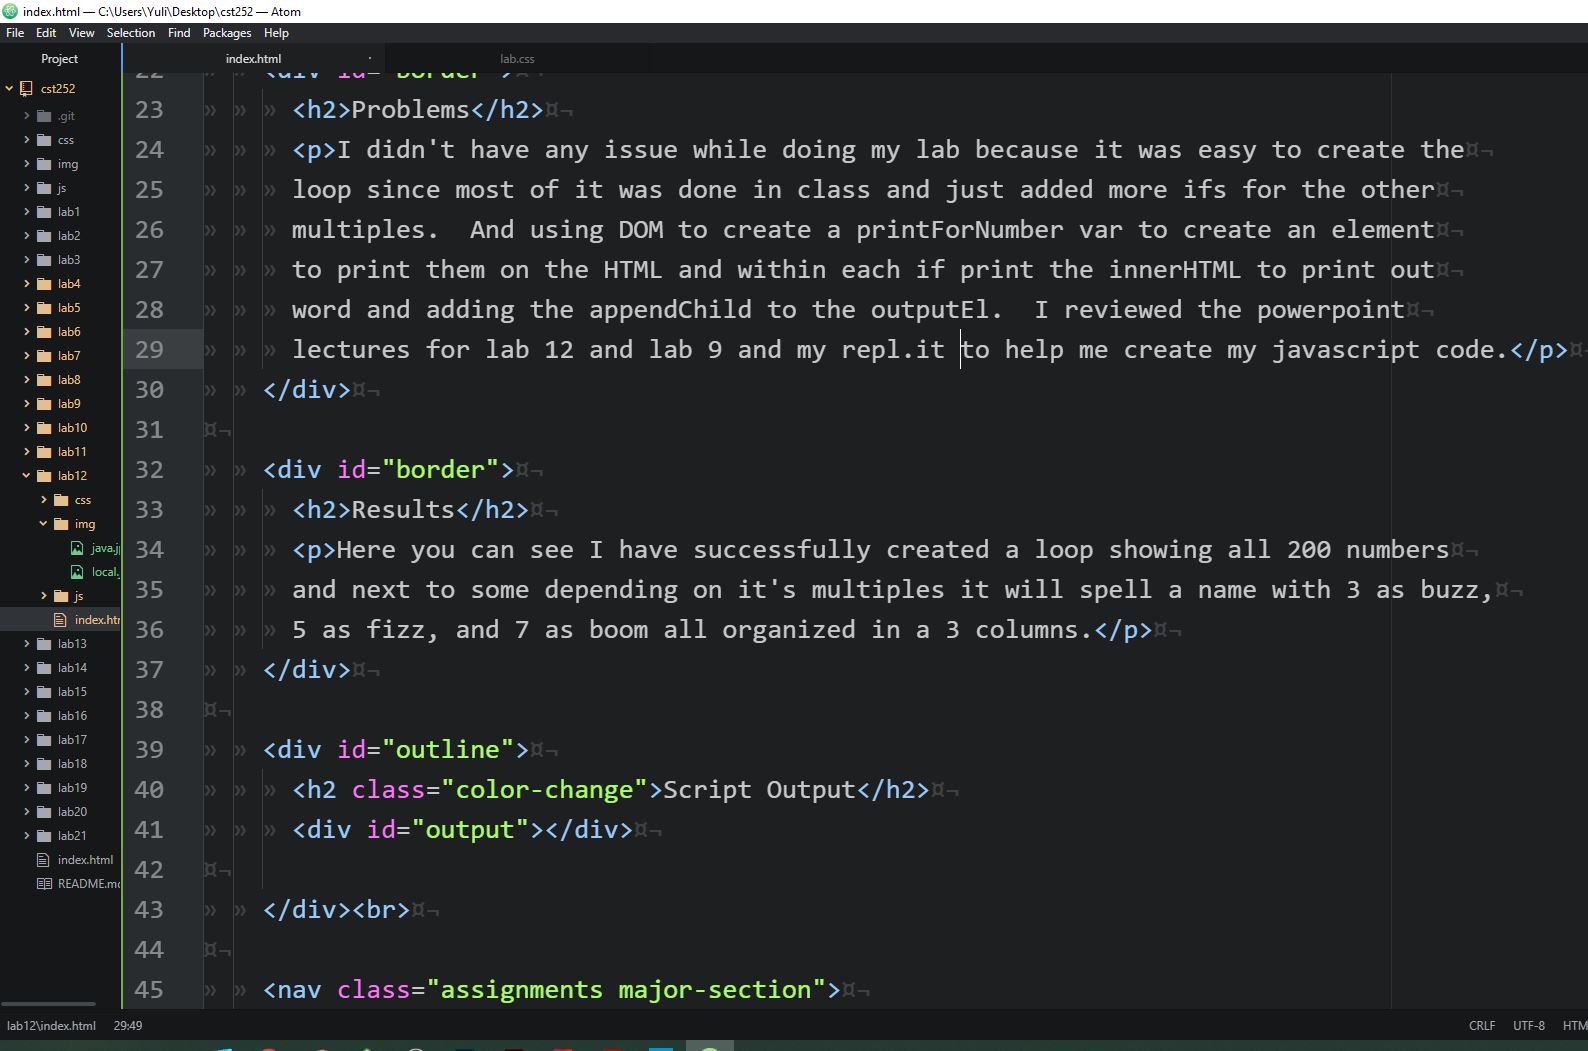 index.html — C:\Users\Yuli\Desktop\cst252 — Atom
File Edit View Selection Find Packages Help
Project
index.html
lab.css
cst252
.git
css
img
js
lab1
lab2
lab3
lab4
lab5
lab6
lab7
lab8
lab9
lab10
lab11
lab12
css
img
java.j
local.
js
index.htm
lab13
lab14
lab15
lab16
lab17
lab18
lab19
lab20
lab21
index.html
README.md
22 <div id="border">
23 <h2>Problems</h2>
24 <p>I didn't have any issue while doing my lab because it was easy to create the
25 loop since most of it was done in class and just added more ifs for the other
26 multiples.  And using DOM to create a printForNumber var to create an element
27 to print them on the HTML and within each if print the innerHTML to print out
28 word and adding the appendChild to the outputEl.  I reviewed the powerpoint
29 lectures for lab 12 and lab 9 and my repl.it to help me create my javascript code.</p>
30 </div>
31
32 <div id="border">
33 <h2>Results</h2>
34 <p>Here you can see I have successfully created a loop showing all 200 numbers
35 and next to some depending on it's multiples it will spell a name with 3 as buzz,
36 5 as fizz, and 7 as boom all organized in a 3 columns.</p>
37 </div>
38
39 <div id="outline">
40 <h2 class="color-change">Script Output</h2>
41 <div id="output"></div>
42
43 </div><br>
44
45 <nav class="assignments major-section">
lab12\index.html 29:49 CRLF UTF-8 HTM